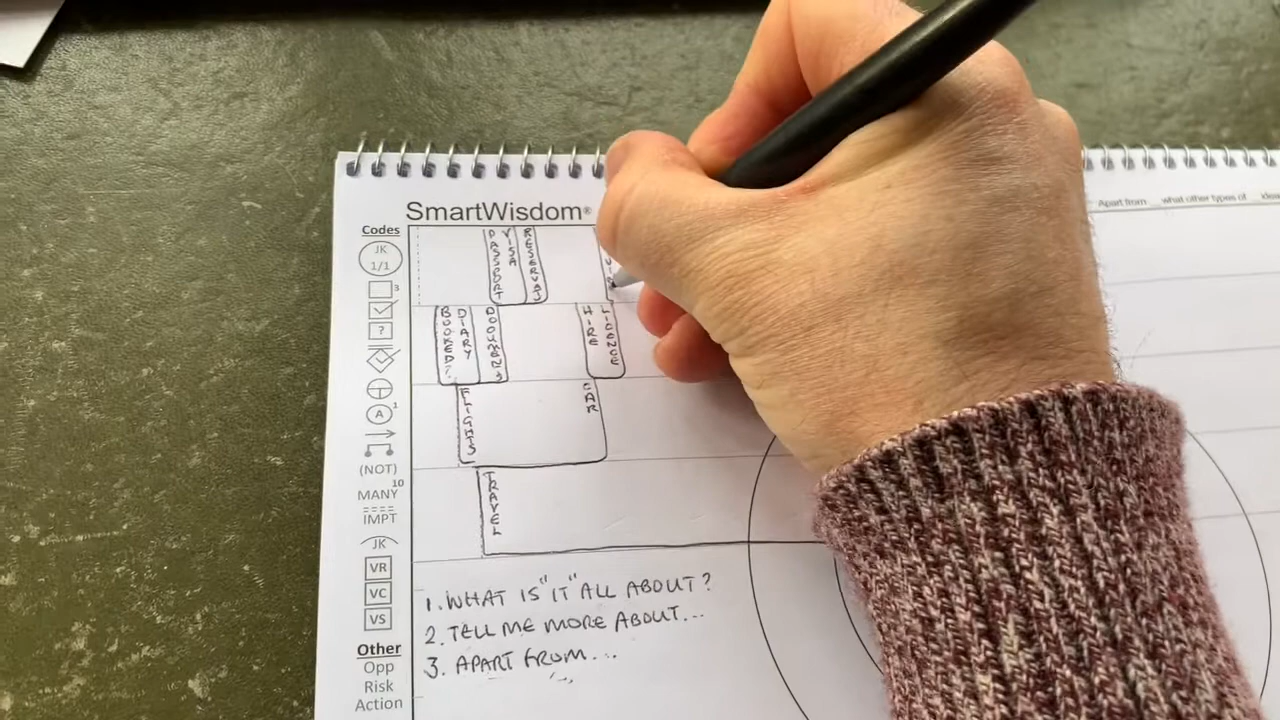 SmartWisdom®
Apart from what other types of
Codes
JK
1/1
3
?
A 1
(NOT)
MANY 10
IMPT
JK
VR
VC
VS
Other
Opp
Risk
Action
PASSPORT
VISA
BOOKED?
DIARY
HIRE
LICENCE
FLIGHTS
CAR
TRAVEL
1. WHAT IS "IT" ALL ABOUT?
2. TELL ME MORE ABOUT...
3. APART FROM...